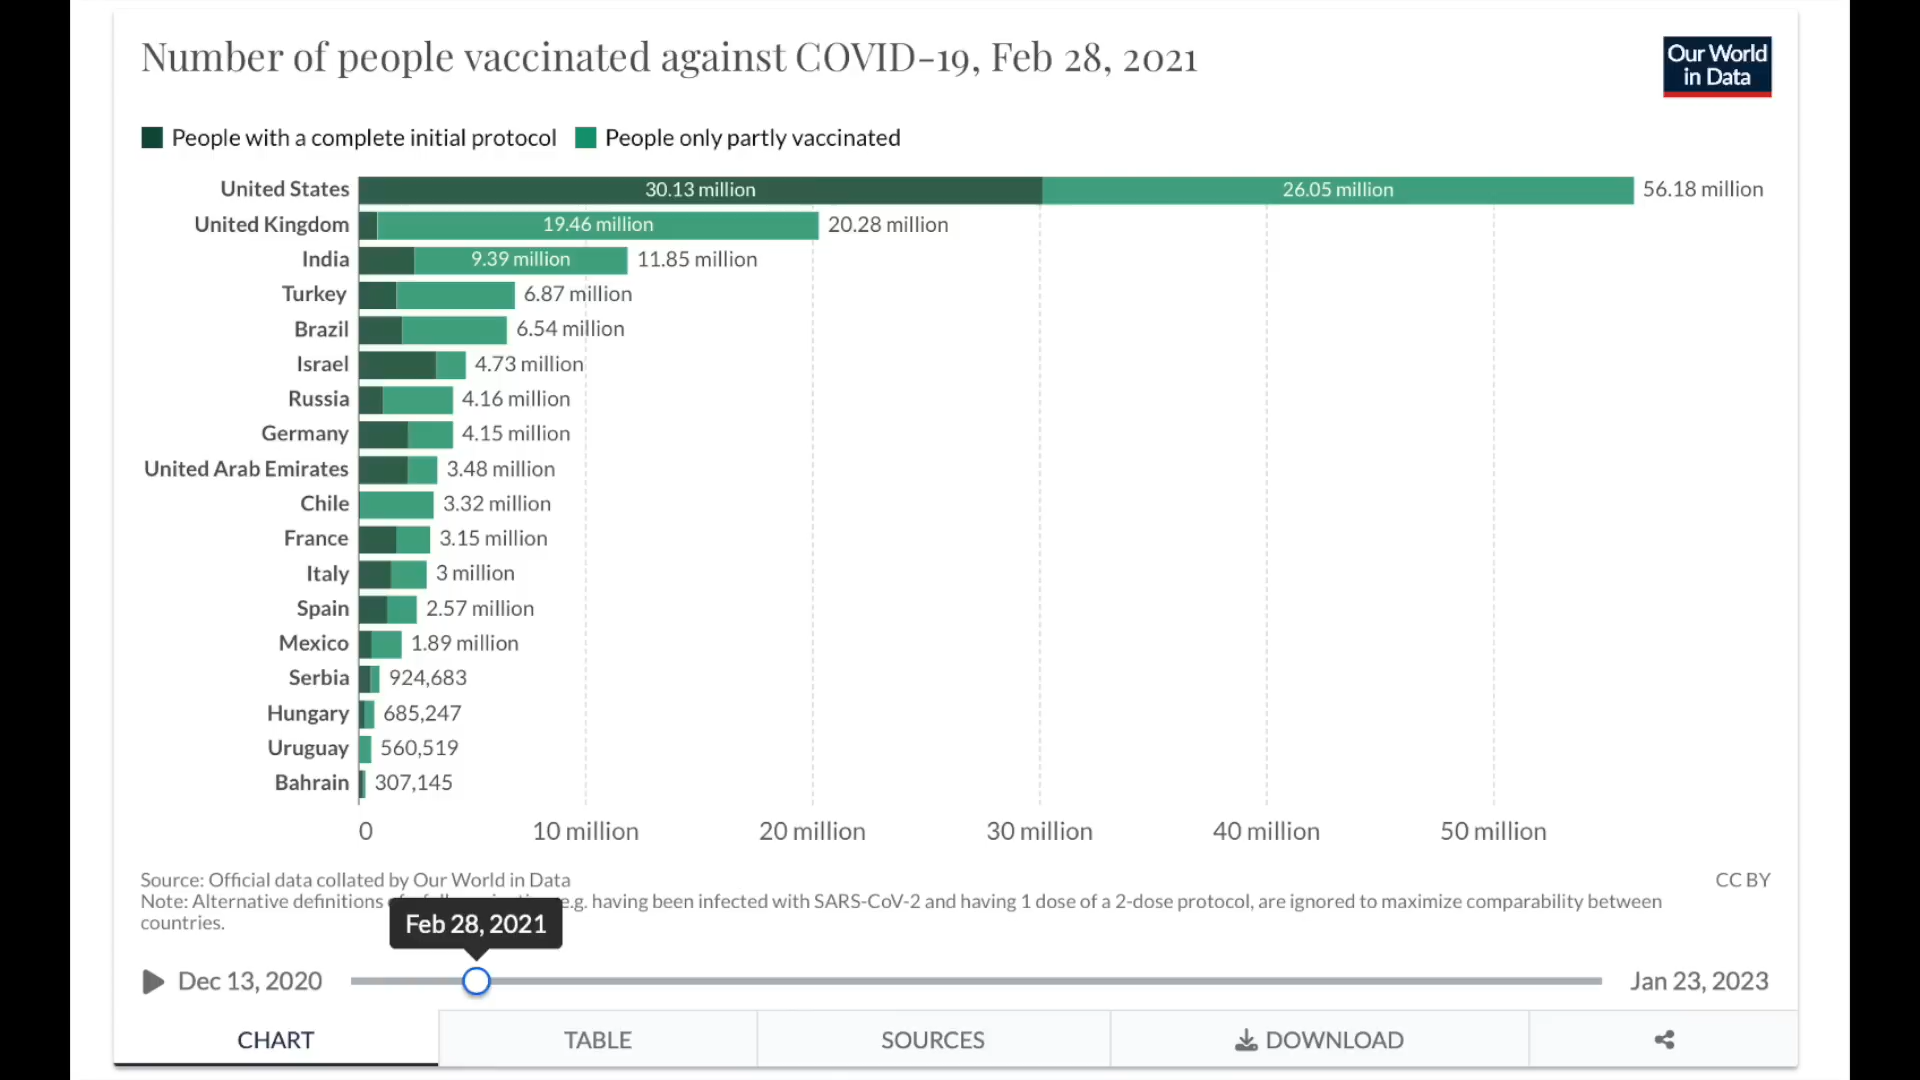 Number of people vaccinated against COVID-19, Feb 28, 2021
Our World
in Data
People with a complete initial protocol People only partly vaccinated
United States 30.13 million 26.05 million 56.18 million
United Kingdom 19.46 million 20.28 million
India 9.39 million 11.85 million
Turkey 6.87 million
Brazil 6.54 million
Israel 4.73 million
Russia 4.16 million
Germany 4.15 million
United Arab Emirates 3.48 million
Chile 3.32 million
France 3.15 million
Italy 3 million
Spain 2.57 million
Mexico 1.89 million
Serbia 924,683
Hungary 685,247
Uruguay 560,519
Bahrain 307,145
0 10 million 20 million 30 million 40 million 50 million
Source: Official data collated by Our World in Data CC BY
Note: Alternative definitions e.g. having been infected with SARS-CoV-2 and having 1 dose of a 2-dose protocol, are ignored to maximize comparability between
countries.
Feb 28, 2021
Dec 13, 2020 Jan 23, 2023
CHART TABLE SOURCES DOWNLOAD